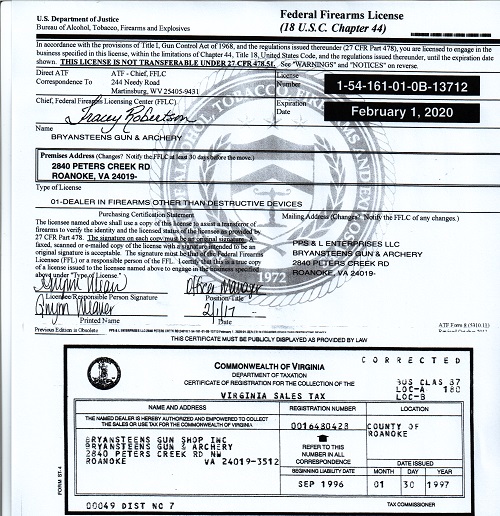 U.S. Department of Justice
Bureau of Alcohol, Tobacco, Firearms and Explosives
Federal Firearms License
(18 U.S.C. Chapter 44)
In accordance with the provisions of Title I, Gun Control Act of 1968, and the regulations issued thereunder (27 CFR Part 478), you are licensed to engage in the
business specified in this license, within the limitations of Chapter 44, Title 18, United States Code, and the regulations issued thereunder, until the expiration date
shown. THIS LICENSE IS NOT TRANSFERABLE UNDER 27 CFR 478.51. See "WARNINGS" and "NOTICES" on reverse.
Direct ATF
Correspondence To
ATF - Chief, FFLC
244 Needy Road
Martinsburg, WV 25405-9431
License
Number
1-54-161-01-0B-13712
Chief, Federal Firearms Licensing Center (FFLC)
Tracey Robertson
Expiration
Date
February 1, 2020
Name
BRYANSTEENS GUN & ARCHERY
Premises Address (Changes? Notify the FFLC at least 30 days before the move.)
2840 PETERS CREEK RD
ROANOKE, VA 24019-
Type of License
01-DEALER IN FIREARMS OTHER THAN DESTRUCTIVE DEVICES
Purchasing Certification Statement
The licensee named above shall use a copy of this license to assist a transferor of
firearms to verify the identity and the licensed status of the licensee as provided by
27 CFR Part 478. The signature on each copy must be an original signature. A
faxed, scanned or e-mailed copy of the license with a signature intended to be an
original signature is acceptable. The signature must be that of the Federal Firearms
Licensee (FFL) or a responsible person of the FFL. I certify that this is a true copy
of a license issued to the licensee named above to engage in the business specified
above under "Type of License."
Mailing Address (Changes? Notify the FFLC of any changes.)
PPS & L ENTERPRISES LLC
BRYANSTEENS GUN & ARCHERY
2840 PETERS CREEK RD
ROANOKE, VA 24019-
1972
Office Manager
Licensee/Responsible Person Signature
Position/Title
2/1/17
Printed Name
Date
Previous Edition is Obsolete
ATF Form 8 (5310.11)
THIS CERTIFICATE MUST BE PUBLICLY DISPLAYED AS PROVIDED BY LAW
CORRECTED
COMMONWEALTH OF VIRGINIA
DEPARTMENT OF TAXATION
CERTIFICATE OF REGISTRATION FOR THE COLLECTION OF THE
VIRGINIA SALES TAX
BUS CLAS 37
LOC-A 180
LOC-B
NAME AND ADDRESS
REGISTRATION NUMBER
LOCATION
THE NAMED DEALER IS HEREBY AUTHORIZED AND EMPOWERED TO COLLECT
THE SALES OR USE TAX FOR THE COMMONWEALTH OF VIRGINIA
0016480428
COUNTY OF
ROANOKE
BRYANSTEENS GUN SHOP INC
BRYANSTEENS GUN & ARCHERY
2840 PETERS CREEK RD NW
ROANOKE VA 24019-3512
REFER TO THIS
NUMBER IN ALL
CORRESPONDENCE
BEGINNING LIABILITY DATE
SEP 1996
DATE ISSUED
MONTH DAY YEAR
01 30 1997
FORM ST-4
00049 DIST NO 7
TAX COMMISSIONER